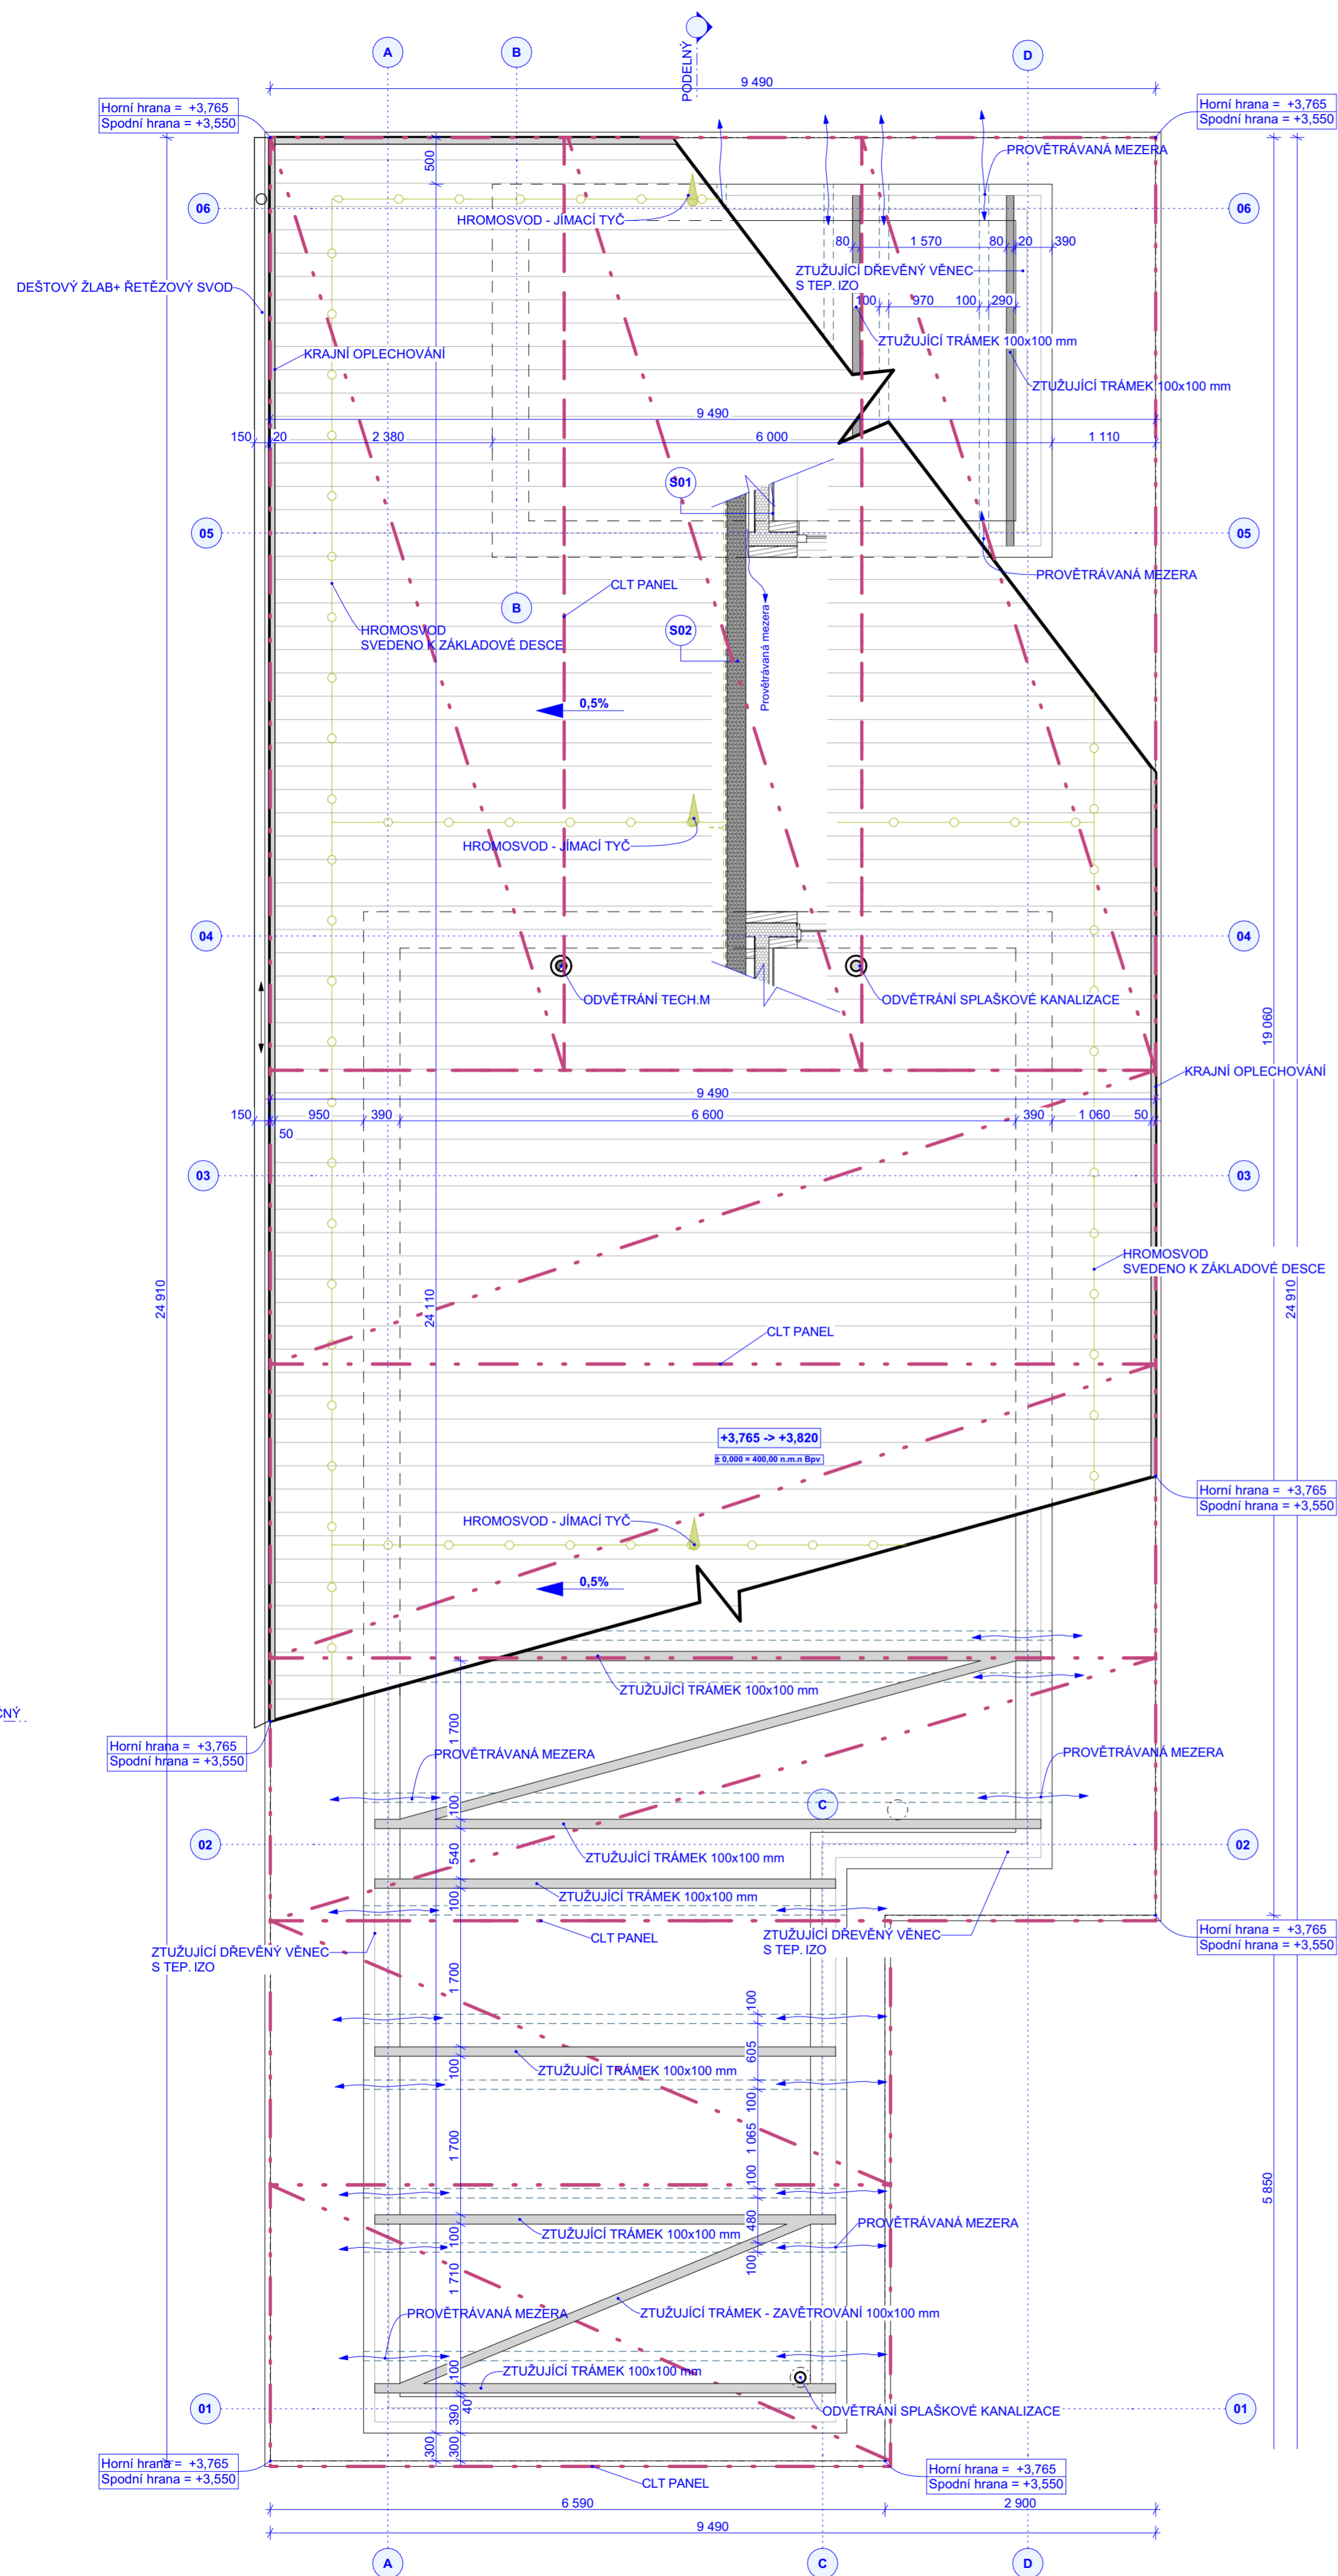 PODELNÝ
A
B
D
9 490
Horní hrana = +3,765
Spodní hrana = +3,550
Horní hrana = +3,765
Spodní hrana = +3,550
500
PROVĚTRÁVANÁ MEZERA
06
06
HROMOSVOD - JÍMACÍ TYČ
80
1 570
80
20
390
ZTUŽUJÍCÍ DŘEVĚNÝ VĚNEC
S TEP. IZO
DEŠTOVÝ ŽLAB+ ŘETĚZOVÝ SVOD
100
970
100
290
ZTUŽUJÍCÍ TRÁMEK 100x100 mm
KRAJNÍ OPLECHOVÁNÍ
ZTUŽUJÍCÍ TRÁMEK 100x100 mm
9 490
150
20
2 380
6 000
1 110
S01
05
05
PROVĚTRÁVANÁ MEZERA
CLT PANEL
B
HROMOSVOD
SVEDENO K ZÁKLADOVÉ DESCE
S02
Provětrávaná mezera
0,5%
HROMOSVOD - JÍMACÍ TYČ
04
04
ODVĚTRÁNÍ TECH.M
ODVĚTRÁNÍ SPLAŠKOVÉ KANALIZACE
19 060
KRAJNÍ OPLECHOVÁNÍ
9 490
150
950
390
6 600
390
1 060
50
50
03
03
HROMOSVOD
SVEDENO K ZÁKLADOVÉ DESCE
24 910
24 110
24 910
CLT PANEL
+3,765 -> +3,820
± 0,000 = 400,00 n.m.n Bpv
Horní hrana = +3,765
Spodní hrana = +3,550
HROMOSVOD - JÍMACÍ TYČ
0,5%
ZTUŽUJÍCÍ TRÁMEK 100x100 mm
ČNÝ
1 700
Horní hrana = +3,765
Spodní hrana = +3,550
PROVĚTRÁVANÁ MEZERA
PROVĚTRÁVANÁ MEZERA
100
C
02
02
540
ZTUŽUJÍCÍ TRÁMEK 100x100 mm
100
ZTUŽUJÍCÍ TRÁMEK 100x100 mm
CLT PANEL
ZTUŽUJÍCÍ DŘEVĚNÝ VĚNEC
S TEP. IZO
Horní hrana = +3,765
Spodní hrana = +3,550
ZTUŽUJÍCÍ DŘEVĚNÝ VĚNEC
S TEP. IZO
1 700
100
605
100
ZTUŽUJÍCÍ TRÁMEK 100x100 mm
100
1 700
1 065
100
5 850
480
100
ZTUŽUJÍCÍ TRÁMEK 100x100 mm
PROVĚTRÁVANÁ MEZERA
100
1 710
PROVĚTRÁVANÁ MEZERA
ZTUŽUJÍCÍ TRÁMEK - ZAVĚTROVÁNÍ 100x100 mm
100
ZTUŽUJÍCÍ TRÁMEK 100x100 mm
40
390
01
01
ODVĚTRÁNÍ SPLAŠKOVÉ KANALIZACE
300
300
Horní hrana = +3,765
Spodní hrana = +3,550
Horní hrana = +3,765
Spodní hrana = +3,550
CLT PANEL
6 590
2 900
9 490
A
C
D